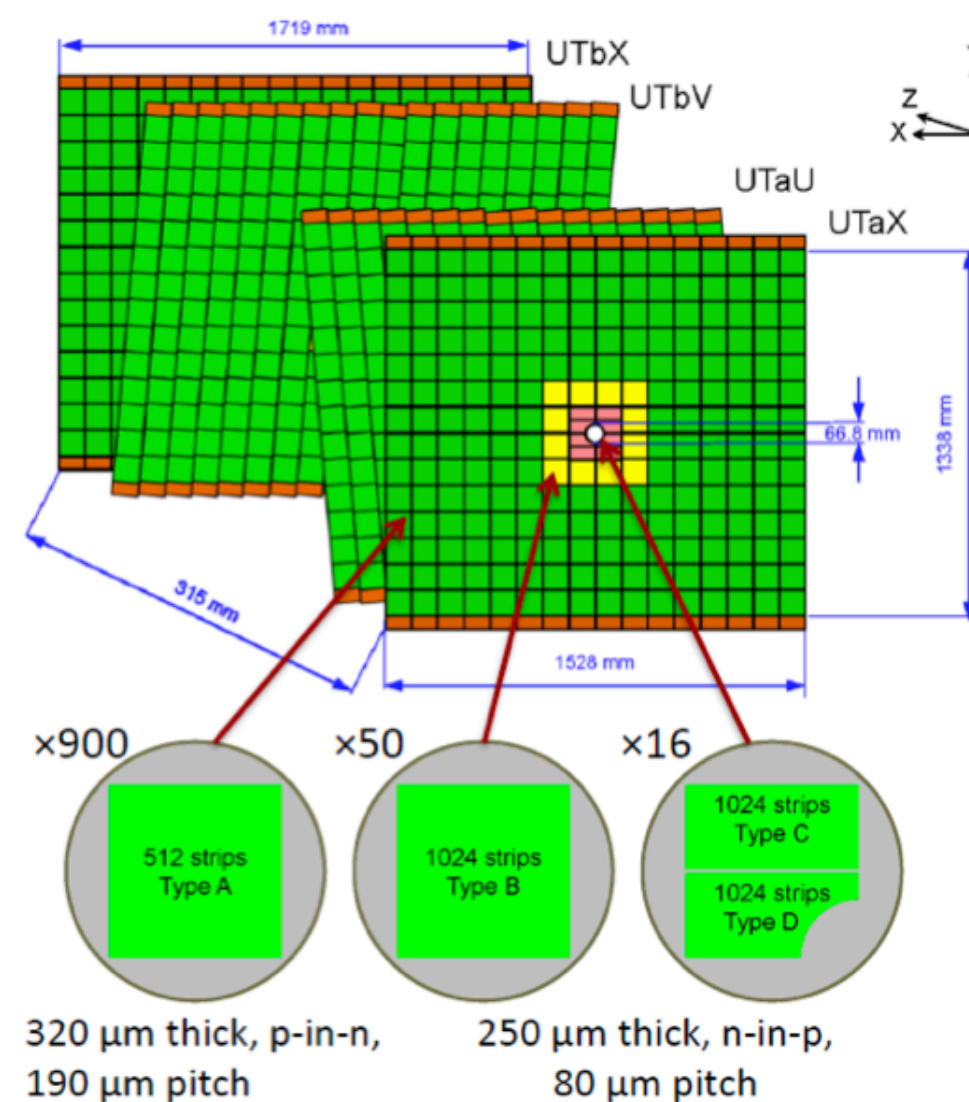 1719 mm
UTbX
UTbV
Z
X
UTaU
UTaX
66.8 mm
1338 mm
315 mm
1528 mm
×900
×50
×16
512 strips
Type A
1024 strips
Type B
1024 strips
Type C
1024 strips
Type D
320 µm thick, p-in-n,
190 µm pitch
250 µm thick, n-in-p,
80 µm pitch